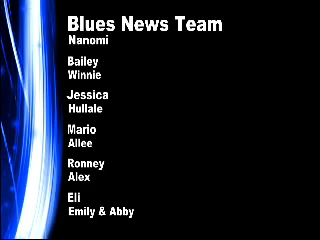 Blues News Team
Nanomi
Bailey
Winnie
Jessica
Hullale
Mario
Allee
Ronney
Alex
Eli
Emily & Abby